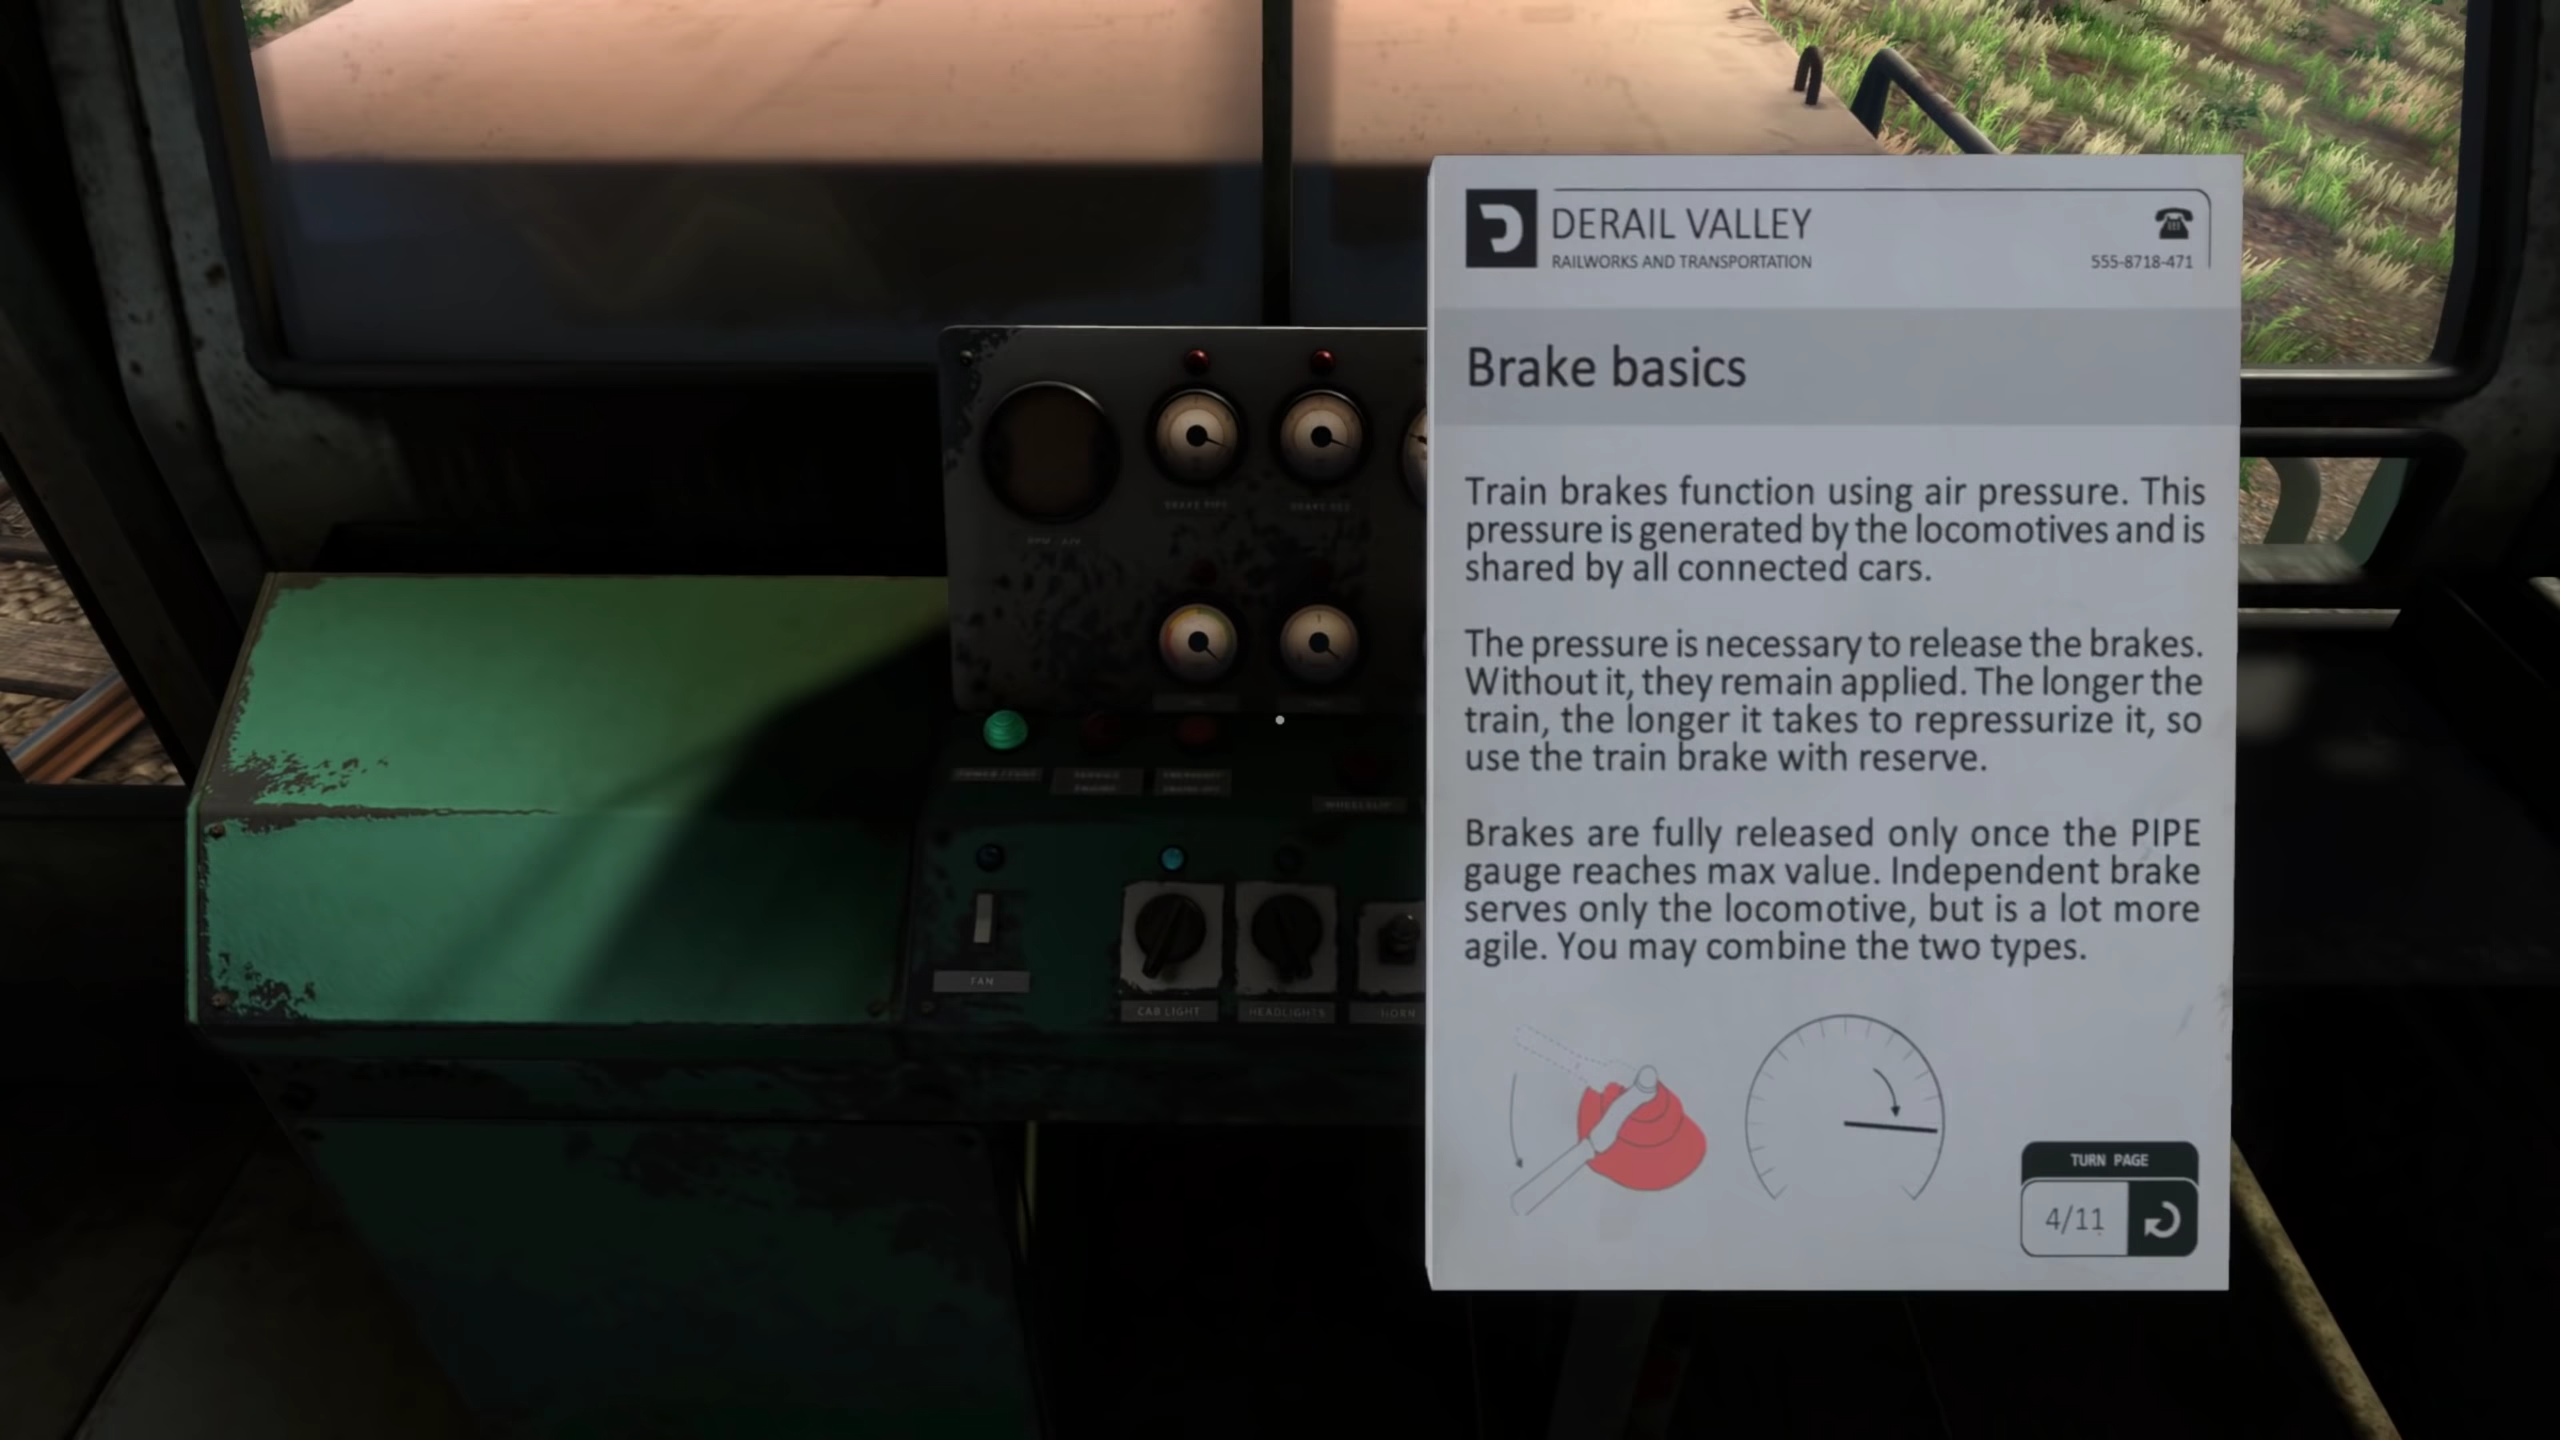 DERAIL VALLEY
RAILWORKS AND TRANSPORTATION
555-8718-471
Brake basics
Train brakes function using air pressure. This
pressure is generated by the locomotives and is
shared by all connected cars.
The pressure is necessary to release the brakes.
Without it, they remain applied. The longer the
train, the longer it takes to repressurize it, so
use the train brake with reserve.
Brakes are fully released only once the PIPE
gauge reaches max value. Independent brake
serves only the locomotive, but is a lot more
agile. You may combine the two types.
TURN PAGE
4/11
BRAKE PIPE
WHEELSLIP
FAN
CAB LIGHT
HEADLIGHTS
HORN